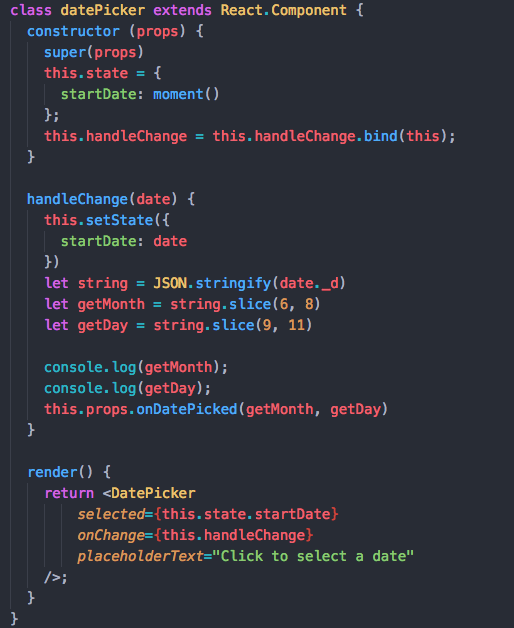 class datePicker extends React.Component {
  constructor (props) {
    super(props)
    this.state = {
      startDate: moment()
    };
    this.handleChange = this.handleChange.bind(this);
  }

  handleChange(date) {
    this.setState({
      startDate: date
    })
    let string = JSON.stringify(date._d)
    let getMonth = string.slice(6, 8)
    let getDay = string.slice(9, 11)

    console.log(getMonth);
    console.log(getDay);
    this.props.onDatePicked(getMonth, getDay)
  }

  render() {
    return <DatePicker
        selected={this.state.startDate}
        onChange={this.handleChange}
        placeholderText="Click to select a date"
    />;
  }
}